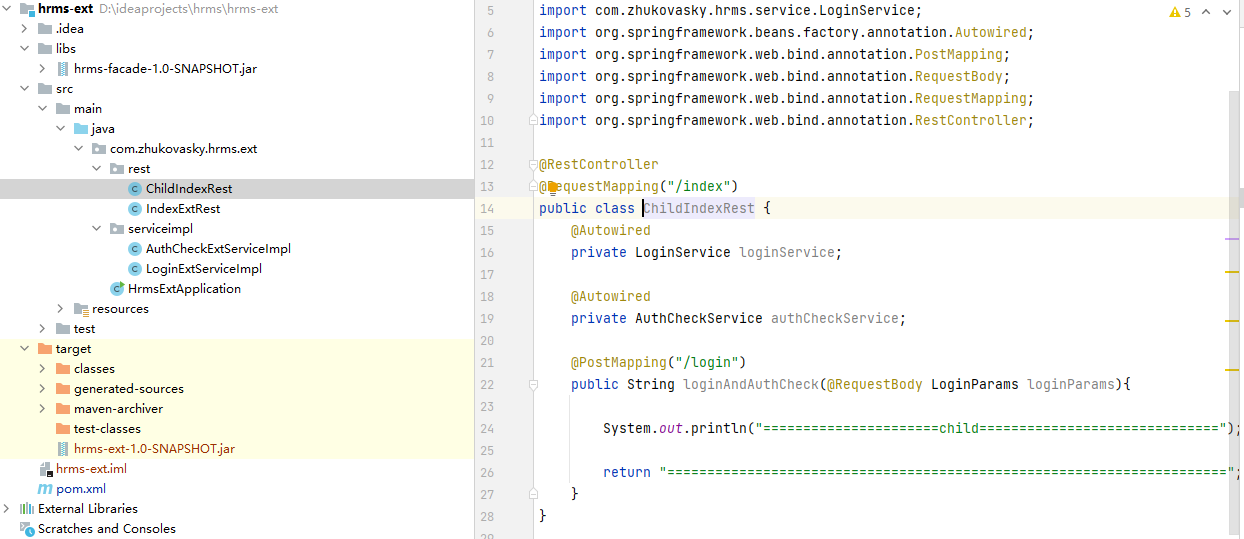 hrms-ext D:\ideaprojects\hrms\hrms-ext
.idea
libs
hrms-facade-1.0-SNAPSHOT.jar
src
main
java
com.zhukovasky.hrms.ext
rest
ChildIndexRest
IndexExtRest
serviceimpl
AuthCheckExtServiceImpl
LoginExtServiceImpl
HrmsExtApplication
resources
test
target
classes
generated-sources
maven-archiver
test-classes
hrms-ext-1.0-SNAPSHOT.jar
hrms-ext.iml
pom.xml
External Libraries
Scratches and Consoles
5 import com.zhukovasky.hrms.service.LoginService; 5
6 import org.springframework.beans.factory.annotation.Autowired;
7 import org.springframework.web.bind.annotation.PostMapping;
8 import org.springframework.web.bind.annotation.RequestBody;
9 import org.springframework.web.bind.annotation.RequestMapping;
10 import org.springframework.web.bind.annotation.RestController;
11
12 @RestController
13 @RequestMapping("/index")
14 public class ChildIndexRest {
15 @Autowired
16 private LoginService loginService;
17
18 @Autowired
19 private AuthCheckService authCheckService;
20
21 @PostMapping("/login")
22 public String loginAndAuthCheck(@RequestBody LoginParams loginParams){
23
24 System.out.println("======================child==============================");
25
26 return "======================================================================";
27 }
28 }